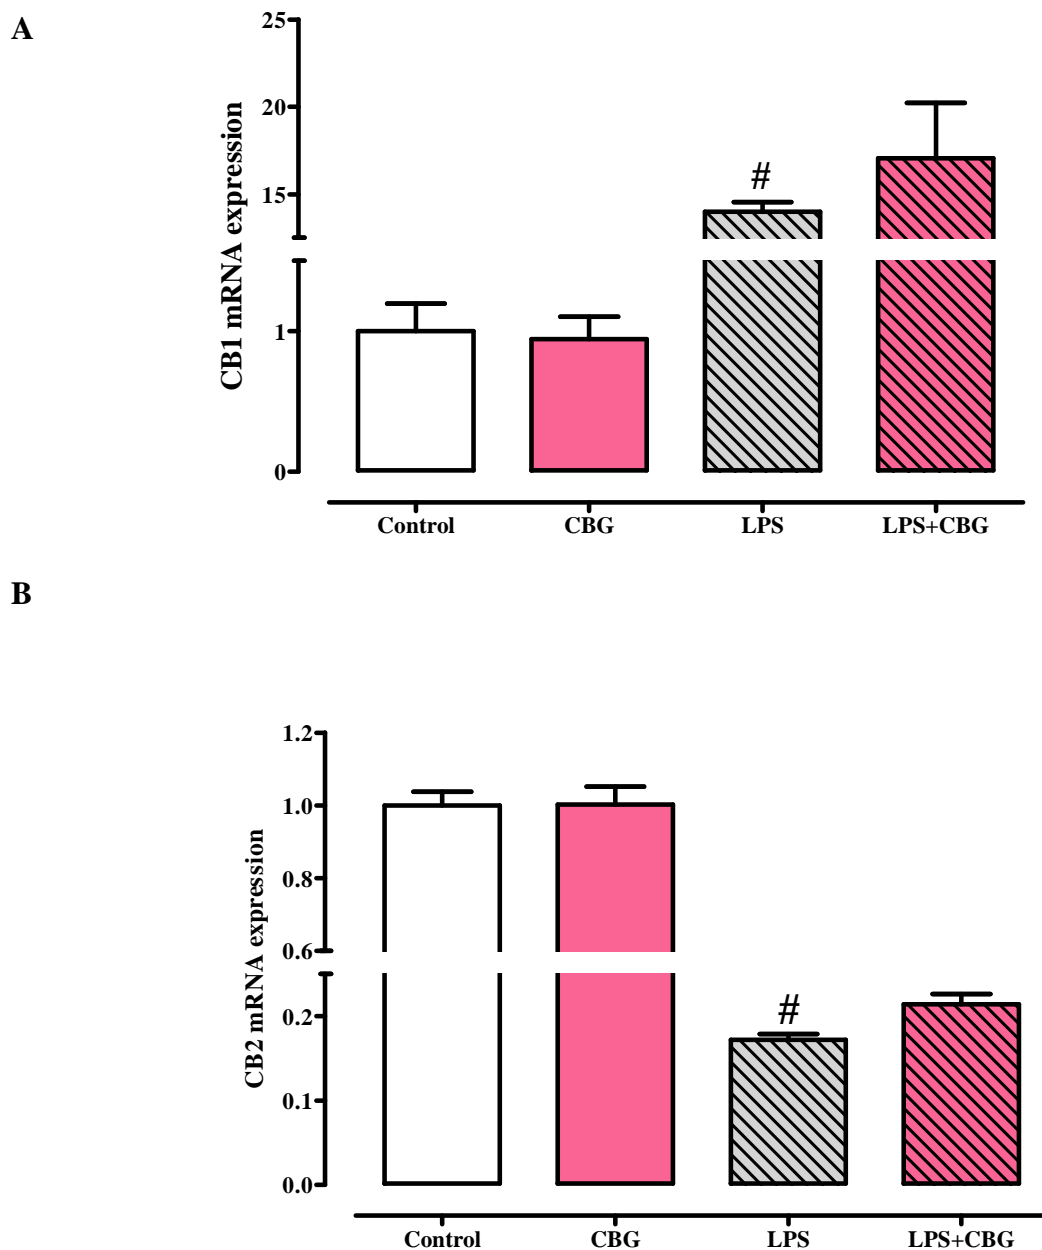 A
25
20
15
1
0
CB1 mRNA expression
#
Control CBG LPS LPS+CBG
B
1.2
1.0
0.8
0.6
0.2
0.1
0.0
CB2 mRNA expression
#
Control CBG LPS LPS+CBG